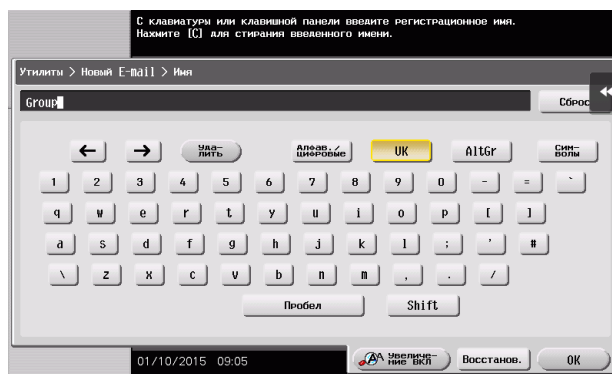 С клавиатуры или клавишной панели введите регистрационное имя.
Нажмите [C] для стирания введенного имени.
Утилиты > Новый E-mail > Имя
Group
Сброс
← → Уда-лить Алфав./цифровые UK AltGr Сим-волы
1 2 3 4 5 6 7 8 9 0 - = `
q w e r t y u i o p [ ]
a s d f g h j k l ; ' #
\ z x c v b n m , . /
Пробел Shift
01/10/2015 09:05 Увеличе-ние ВКЛ Восстанов. OK